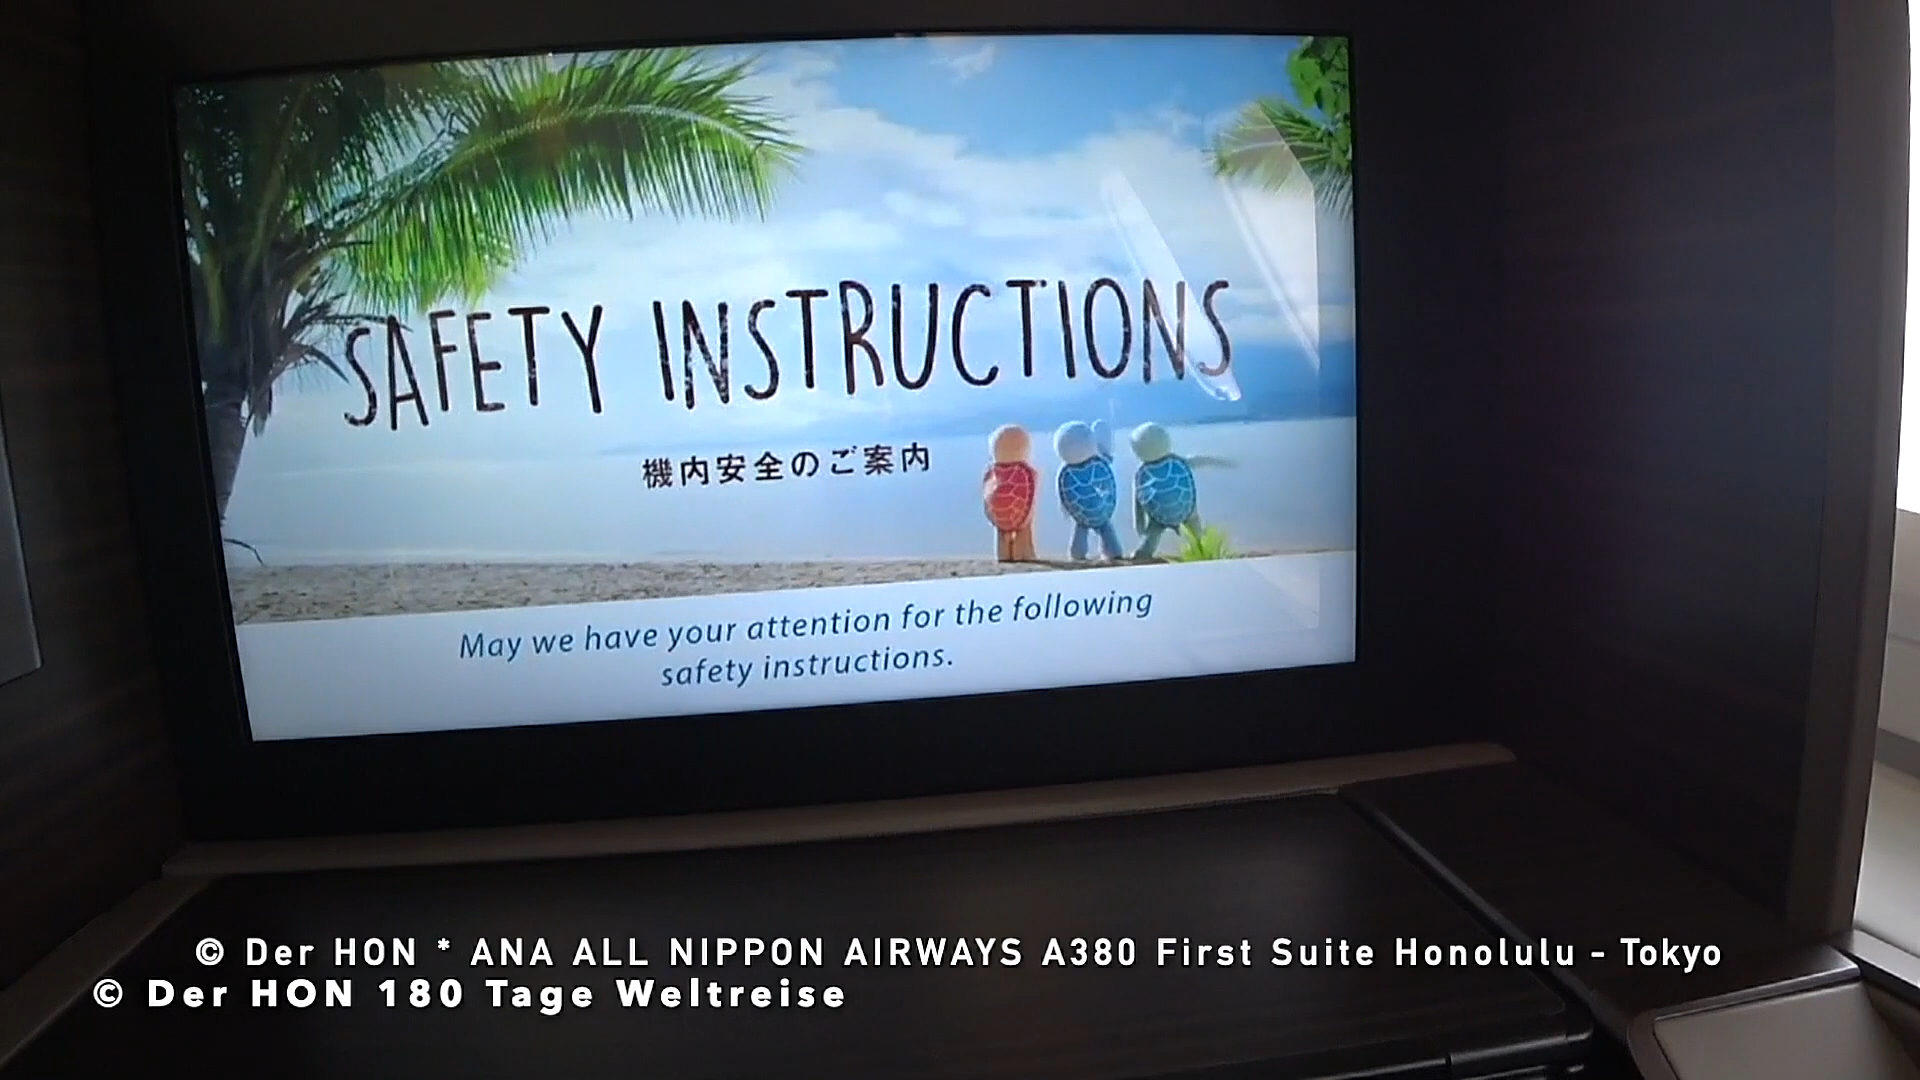 SAFETY INSTRUCTIONS
機内安全のご案内
May we have your attention for the following
safety instructions.
© Der HON * ANA ALL NIPPON AIRWAYS A380 First Suite Honolulu - Tokyo
© Der HON 180 Tage Weltreise